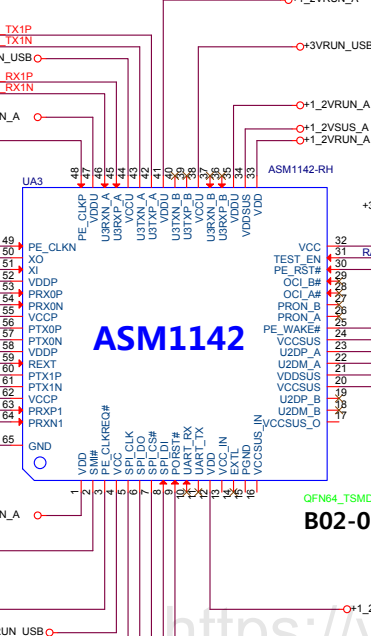 +1_2VRUN_A
TX1P
TX1N
+3VRUN_USB
N_USB
RX1P
RX1N
+1_2VRUN_A
N_A
+1_2VSUS_A
+1_2VRUN_A
48 47 46 45 44 43 42 41 40 39 38 37 36 35 34 33
ASM1142-RH
UA3
PE_CLKP VDDU U3RXN_A U3RXP_A VCCU U3TXN_A U3TXP_A VDDU U3TXN_B U3TXP_B VCCU U3RXN_B U3RXP_B VDDU VDDSUS VDD
49 PE_CLKN VCC 32
50 XO TEST_EN 31
51 XI PE_RST# 30
52 VDDP OCI_B# 29
53 PRX0P OCI_A# 28
54 PRX0N PRON_B 27
55 VCCP PRON_A 26
56 PTX0P PE_WAKE# 25
57 PTX0N VCCSUS 24
58 VDDP U2DP_A 23
59 REXT U2DM_A 22
60 PTX1P VDDSUS 21
61 PTX1N VCCSUS 20
62 VCCP U2DP_B 19
63 PRXP1 U2DM_B 18
64 PRXN1 VCCSUS_O 17
ASM1142
65 GND
VDD SMI# PE_CLKREQ# VCC SPI_CLK SPI_DO SPI_CS# SPI_DI PORST# UART_RX UART_TX VDD VCC_IN EXTL PGND VCCSUS_IN
1 2 3 4 5 6 7 8 9 10 11 12 13 14 15 16
QFN64_TSMD
B02-0
N_A
+1_2
UN_USB
https://v